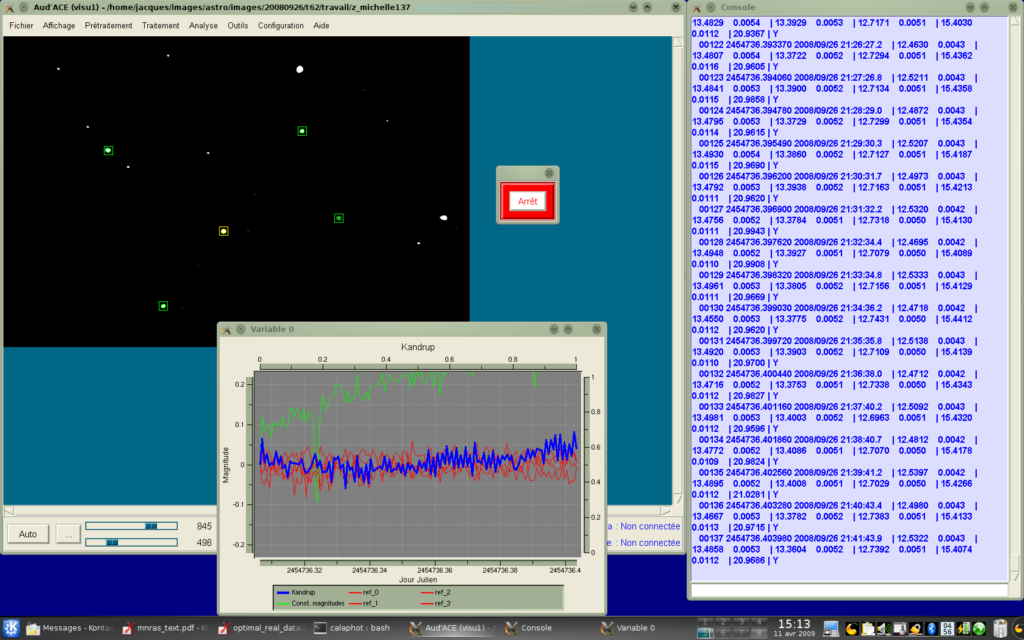 Aud'ACE (visu1) - /home/jacques/images/astro/images/20080926/t62/travail/z_michelle137
Fichier Affichage Prétraitement Traitement Analyse Outils Configuration Aide
Arrêt
Auto
...
845
496
a : Non connectée
e : Non connectée
Variable 0
Kandrup
0 0.2 0.4 0.6 0.8 1
0.2
0.1
0
-0.1
-0.2
Magnitude
1
0.8
0.6
0.4
0.2
0
2454736.32 2454736.34 2454736.36 2454736.38 2454736.4
Jour Julien
Kandrup ref_0 ref_2
Const. magnitudes ref_1 ref_3
Console
13.4829 0.0054 | 13.3929 0.0053 | 12.7171 0.0051 | 15.4030
0.0112 | 20.9367 | Y
00122 2454736.393370 2008/09/26 21:26:27.2 | 12.4630 0.0043 |
13.4807 0.0054 | 13.3722 0.0052 | 12.7294 0.0051 | 15.4362
0.0116 | 20.9605 | Y
00123 2454736.394060 2008/09/26 21:27:26.8 | 12.5211 0.0043 |
13.4841 0.0053 | 13.3900 0.0052 | 12.7134 0.0051 | 15.4358
0.0115 | 20.9858 | Y
00124 2454736.394780 2008/09/26 21:28:29.0 | 12.4872 0.0043 |
13.4795 0.0053 | 13.3729 0.0052 | 12.7299 0.0051 | 15.4354
0.0114 | 20.9615 | Y
00125 2454736.395490 2008/09/26 21:29:30.3 | 12.5207 0.0043 |
13.4930 0.0054 | 13.3860 0.0052 | 12.7127 0.0051 | 15.4187
0.0115 | 20.9690 | Y
00126 2454736.396200 2008/09/26 21:30:31.7 | 12.4973 0.0043 |
13.4792 0.0053 | 13.3938 0.0052 | 12.7163 0.0051 | 15.4213
0.0111 | 20.9620 | Y
00127 2454736.396900 2008/09/26 21:31:32.2 | 12.5320 0.0042 |
13.4756 0.0052 | 13.3784 0.0051 | 12.7318 0.0050 | 15.4130
0.0111 | 20.9943 | Y
00128 2454736.397620 2008/09/26 21:32:34.4 | 12.4695 0.0042 |
13.4948 0.0052 | 13.3927 0.0051 | 12.7079 0.0050 | 15.4089
0.0110 | 20.9908 | Y
00129 2454736.398320 2008/09/26 21:33:34.8 | 12.5333 0.0043 |
13.4961 0.0053 | 13.3805 0.0052 | 12.7156 0.0051 | 15.4129
0.0111 | 20.9669 | Y
00130 2454736.399030 2008/09/26 21:34:36.2 | 12.4718 0.0042 |
13.4550 0.0052 | 13.3775 0.0052 | 12.7431 0.0050 | 15.4412
0.0112 | 20.9620 | Y
00131 2454736.399720 2008/09/26 21:35:35.8 | 12.5138 0.0042 |
13.4920 0.0052 | 13.3903 0.0052 | 12.7109 0.0050 | 15.4139
0.0110 | 20.9700 | Y
00132 2454736.400440 2008/09/26 21:36:38.0 | 12.4712 0.0042 |
13.4716 0.0052 | 13.3753 0.0052 | 12.7338 0.0050 | 15.4343
0.0112 | 20.9827 | Y
00133 2454736.401160 2008/09/26 21:37:40.2 | 12.5092 0.0042 |
13.4981 0.0053 | 13.4003 0.0052 | 12.6963 0.0050 | 15.4320
0.0112 | 20.9596 | Y
00134 2454736.401860 2008/09/26 21:38:40.7 | 12.4812 0.0042 |
13.4772 0.0052 | 13.4086 0.0052 | 12.7070 0.0050 | 15.4178
0.0109 | 20.9824 | Y
00135 2454736.402560 2008/09/26 21:39:41.2 | 12.5397 0.0042 |
13.4895 0.0052 | 13.4008 0.0052 | 12.7029 0.0050 | 15.4266
0.0112 | 21.0281 | Y
00136 2454736.403280 2008/09/26 21:40:43.4 | 12.4980 0.0042 |
13.4667 0.0053 | 13.3782 0.0052 | 12.7383 0.0051 | 15.4133
0.0113 | 20.9715 | Y
00137 2454736.403980 2008/09/26 21:41:43.9 | 12.5322 0.0042 |
13.4858 0.0053 | 13.3604 0.0052 | 12.7392 0.0051 | 15.4074
0.0112 | 20.9686 | Y
Messages - Konta mnras_text.pdf - K optimal_real_data. calaphot : bash Aud'ACE (visu1) - /z Console Variable 0
1 2 3 4
15:13
11 avr 2009
04
56